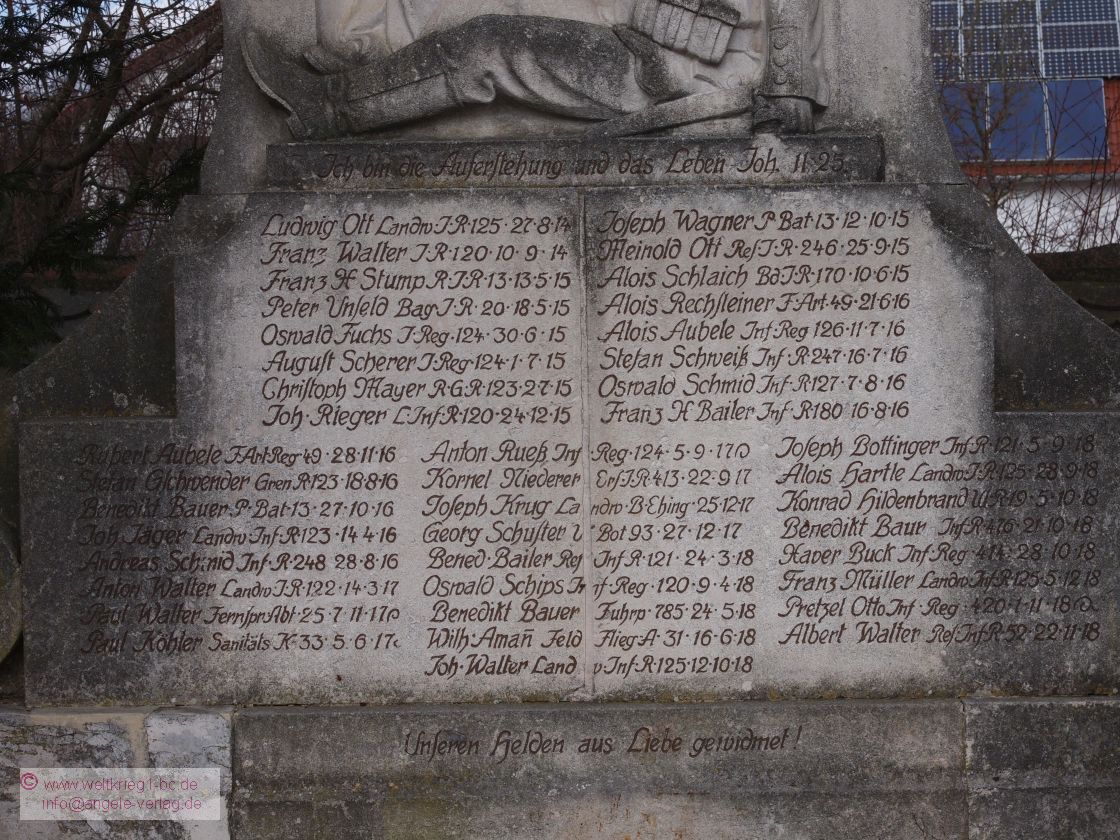 Ich bin die Auferstehung und das Leben Joh. 11.25.
Ludwig Ott Landw I·R·125·27·8·14
Franz Walter I·R·120·10·9·14
Franz X Stump R·I·R·13·13·5·15
Peter Unseld Bay I·R· 20·18·5·15
Oswald Fuchs I·Reg·124·30·6·15
August Scherer I·Reg·124·1·7·15
Christoph Mayer R·G·R·123·27·15
Joh·Rieger L·Inf·R·120·24·12·15
Joseph Wagner P Bat·13·12·10·15
Meinold Ott Res I·R· 246·25·9·15
Alois Schlaich Bd I·R·170·10·6·15
Alois Rechsteiner F·Art·49·21·6·16
Alois Aubele Inf·Reg·126·11·7·16
Stefan Schweiß Inf·R·247·16·7·16
Oswald Schmid Inf·R·127·7·8·16
Franz X Bailer Inf·R·180·16·8·16
Rupert Aubele F·Art·Reg·49·28·11·16
Stefan Gschwender Gren·R·123·18·8·16
Benedikt Bauer P·Bat·13·27·10·16
Joh·Jäger Landw·Inf·R·123·14·4·16
Andreas Schmid Inf·R·248·28·8·16
Anton Walter Landw I·R·122·14·3·17
Paul Walter Fernspr Abt·25·7·11·17
Paul Köhler Sanitäts K·33·5·6·17
Anton Rueß Inf Reg·124·5·9·17
Kornel Niederer Ers I·R·413·22·9·17
Joseph Krug Landw·B·Ehing·25·12·17
Georg Schuster Bat 93·27·12·17
Bened·Bailer Res Inf·R·121·24·3·18
Oswald Schips Inf·Reg·120·9·4·18
Benedikt Bauer Fuhrp·785·24·5·18
Wilh·Aman̄ Feld Flieg·A·31·16·6·18
Joh·Walter Landw·Inf·R·125·12·10·18
Joseph Bottinger Inf R·121·5·9·18
Alois Hartle Landw I·R·125·28·9·18
Konrad Hildenbrand W·R·19·5·10·18
Benedikt Baur Inf·R·476·21·10·18
Xaver Buck Inf·Reg·414·28·10·18
Franz Müller Landw Inf·R·125·5·12·18
Pretzel Otto Inf·Reg·420·1·11·18
Albert Walter Res Inf R·52·22·11·18
Unseren Helden aus Liebe gewidmet!
© www.weltkrieg1-bc.de
info@angele-verlag.de